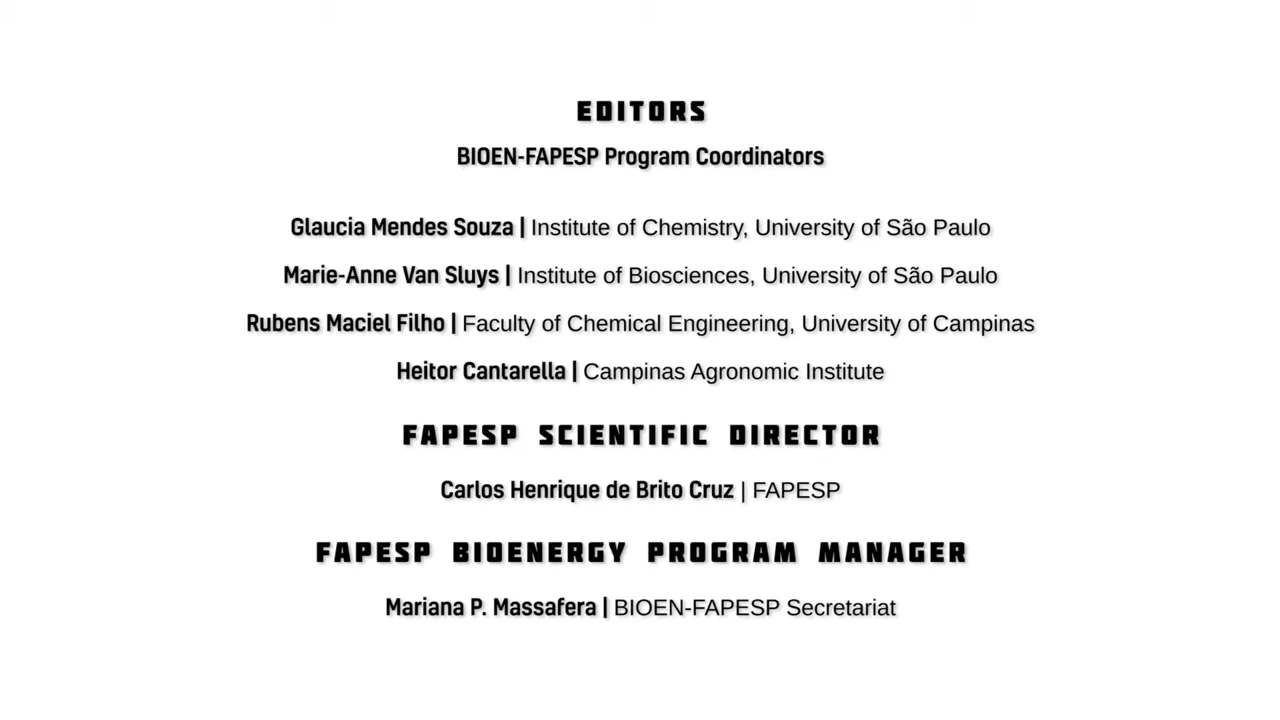 EDITORS
BIOEN-FAPESP Program Coordinators
Glaucia Mendes Souza | Institute of Chemistry, University of São Paulo
Marie-Anne Van Sluys | Institute of Biosciences, University of São Paulo
Rubens Maciel Filho | Faculty of Chemical Engineering, University of Campinas
Heitor Cantarella | Campinas Agronomic Institute
FAPESP SCIENTIFIC DIRECTOR
Carlos Henrique de Brito Cruz | FAPESP
FAPESP BIOENERGY PROGRAM MANAGER
Mariana P. Massafera | BIOEN-FAPESP Secretariat